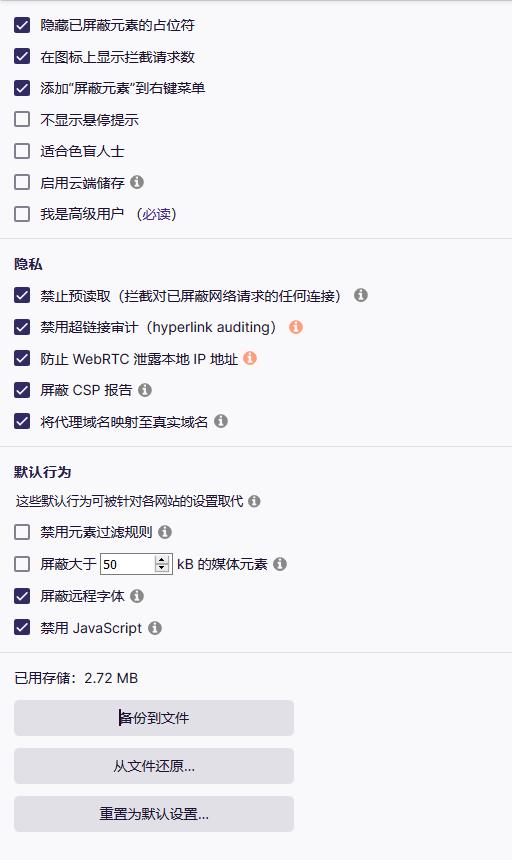 隐藏已屏蔽元素的占位符
在图标上显示拦截请求数
添加“屏蔽元素”到右键菜单
不显示悬停提示
适合色盲人士
启用云端储存
我是高级用户 （必读）
隐私
禁止预读取（拦截对已屏蔽网络请求的任何连接）
禁用超链接审计（hyperlink auditing）
防止 WebRTC 泄露本地 IP 地址
屏蔽 CSP 报告
将代理域名映射至真实域名
默认行为
这些默认行为可被针对各网站的设置取代
禁用元素过滤规则
屏蔽大于 50 kB 的媒体元素
屏蔽远程字体
禁用 JavaScript
已用存储：2.72 MB
备份到文件
从文件还原...
重置为默认设置...